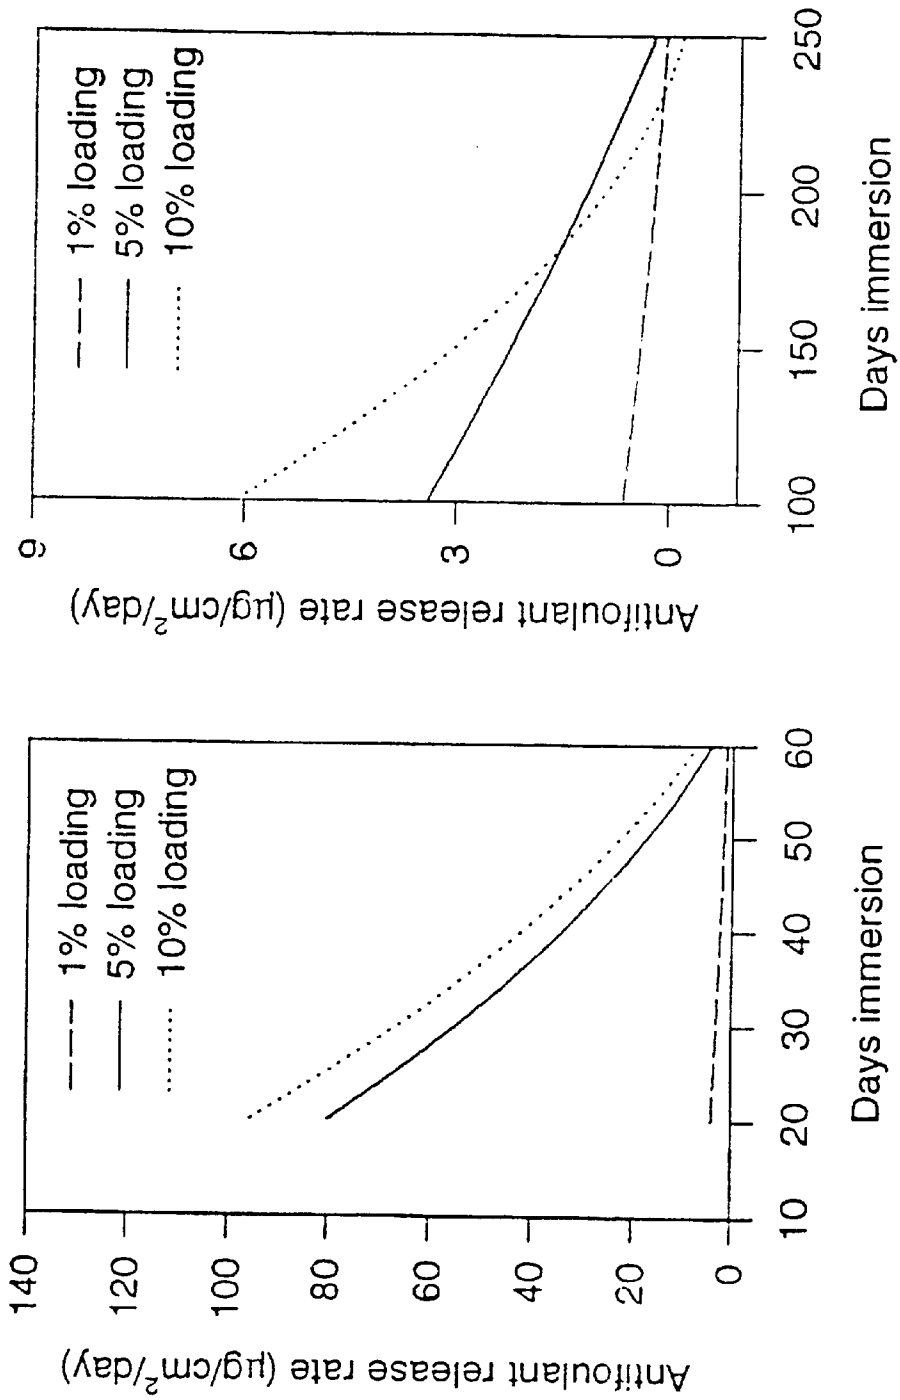 Antifoulant release rate (µg/cm²/day)
140
120
100
80
60
40
20
0
1% loading
5% loading
10% loading
10
20
30
40
50
60
Days immersion
Antifoulant release rate (µg/cm²/day)
9
6
3
0
1% loading
5% loading
10% loading
100
150
200
250
Days immersion